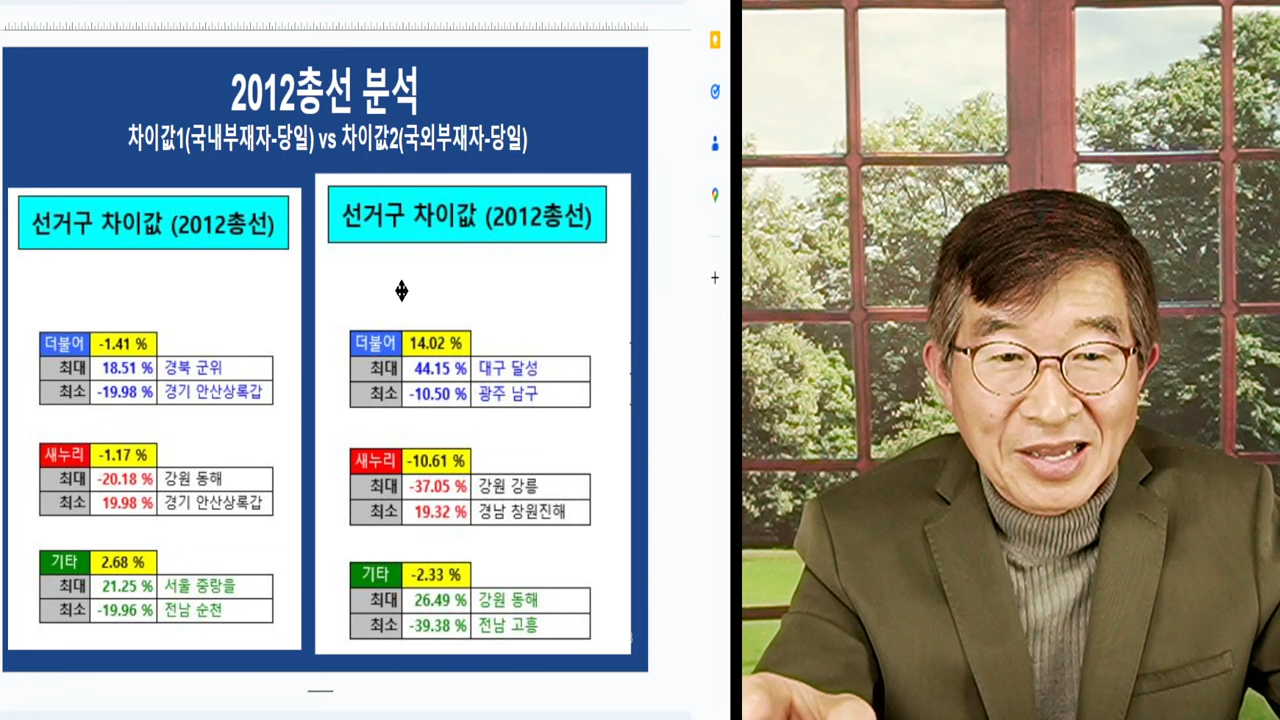 2012총선 분석
차이값1(국내부재자-당일) vs 차이값2(국외부재자-당일)
선거구 차이값 (2012총선)
더불어 -1.41 %
최대 18.51 % 경북 군위
최소 -19.98 % 경기 안산상록갑
새누리 -1.17 %
최대 -20.18 % 강원 동해
최소 19.98 % 경기 안산상록갑
기타 2.68 %
최대 21.25 % 서울 중랑을
최소 -19.96 % 전남 순천
선거구 차이값 (2012총선)
더불어 14.02 %
최대 44.15 % 대구 달성
최소 -10.50 % 광주 남구
새누리 -10.61 %
최대 -37.05 % 강원 강릉
최소 19.32 % 경남 창원진해
기타 -2.33 %
최대 26.49 % 강원 동해
최소 -39.38 % 전남 고흥